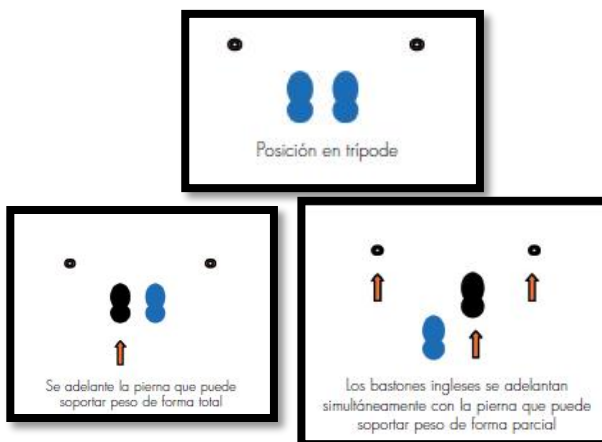 Posición en trípode
Se adelante la pierna que puede
soportar peso de forma total
Los bastones ingleses se adelantan
simultáneamente con la pierna que puede
soportar peso de forma parcial